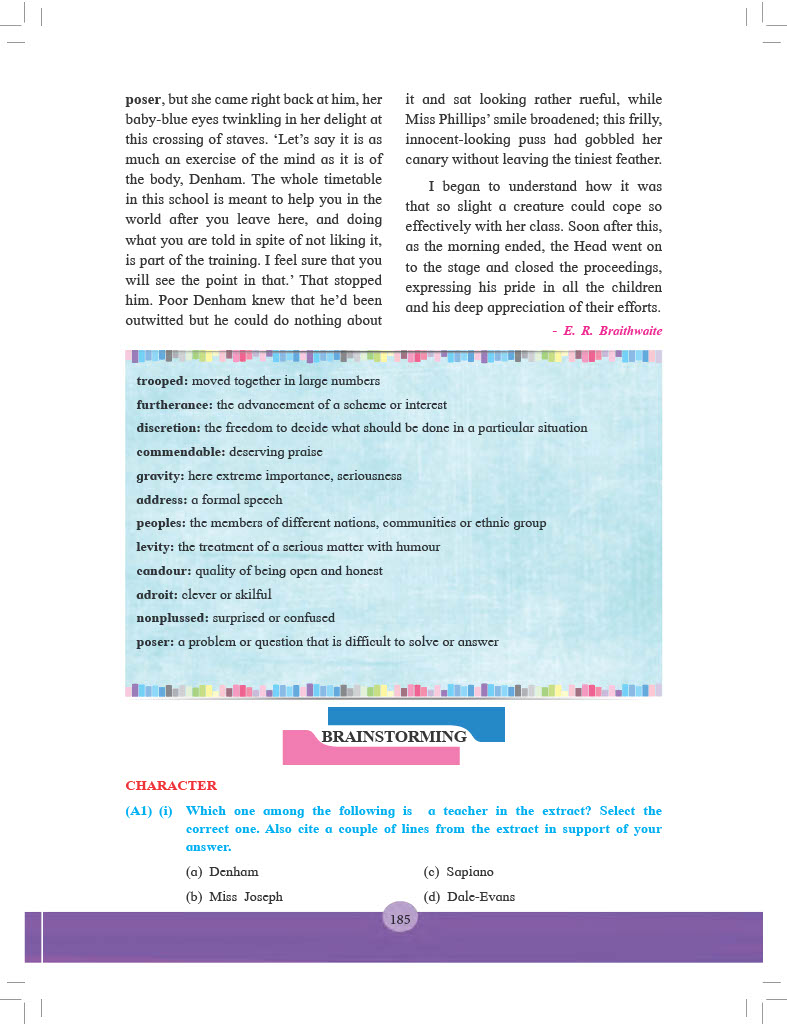 poser, but she came right back at him, her
baby-blue eyes twinkling in her delight at
this crossing of staves. ‘Let’s say it is as
much an exercise of the mind as it is of
the body, Denham. The whole timetable
in this school is meant to help you in the
world after you leave here, and doing
what you are told in spite of not liking it,
is part of the training. I feel sure that you
will see the point in that.’ That stopped
him. Poor Denham knew that he’d been
outwitted but he could do nothing about
it and sat looking rather rueful, while
Miss Phillips’ smile broadened; this frilly,
innocent-looking puss had gobbled her
canary without leaving the tiniest feather.
I began to understand how it was
that so slight a creature could cope so
effectively with her class. Soon after this,
as the morning ended, the Head went on
to the stage and closed the proceedings,
expressing his pride in all the children
and his deep appreciation of their efforts.
- E. R. Braithwaite
trooped: moved together in large numbers
furtherance: the advancement of a scheme or interest
discretion: the freedom to decide what should be done in a particular situation
commendable: deserving praise
gravity: here extreme importance, seriousness
address: a formal speech
peoples: the members of different nations, communities or ethnic group
levity: the treatment of a serious matter with humour
candour: quality of being open and honest
adroit: clever or skilful
nonplussed: surprised or confused
poser: a problem or question that is difficult to solve or answer
BRAINSTORMING
CHARACTER
(A1) (i) Which one among the following is a teacher in the extract? Select the
correct one. Also cite a couple of lines from the extract in support of your
answer.
(a) Denham (c) Sapiano
(b) Miss Joseph (d) Dale-Evans
185